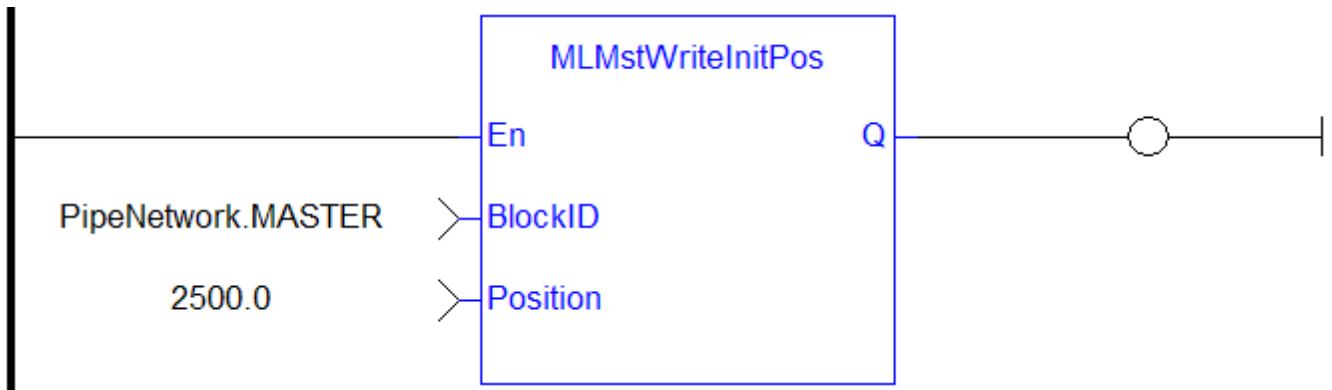 MLMstWriteInitPos
En Q
PipeNetwork.MASTER BlockID
2500.0 Position